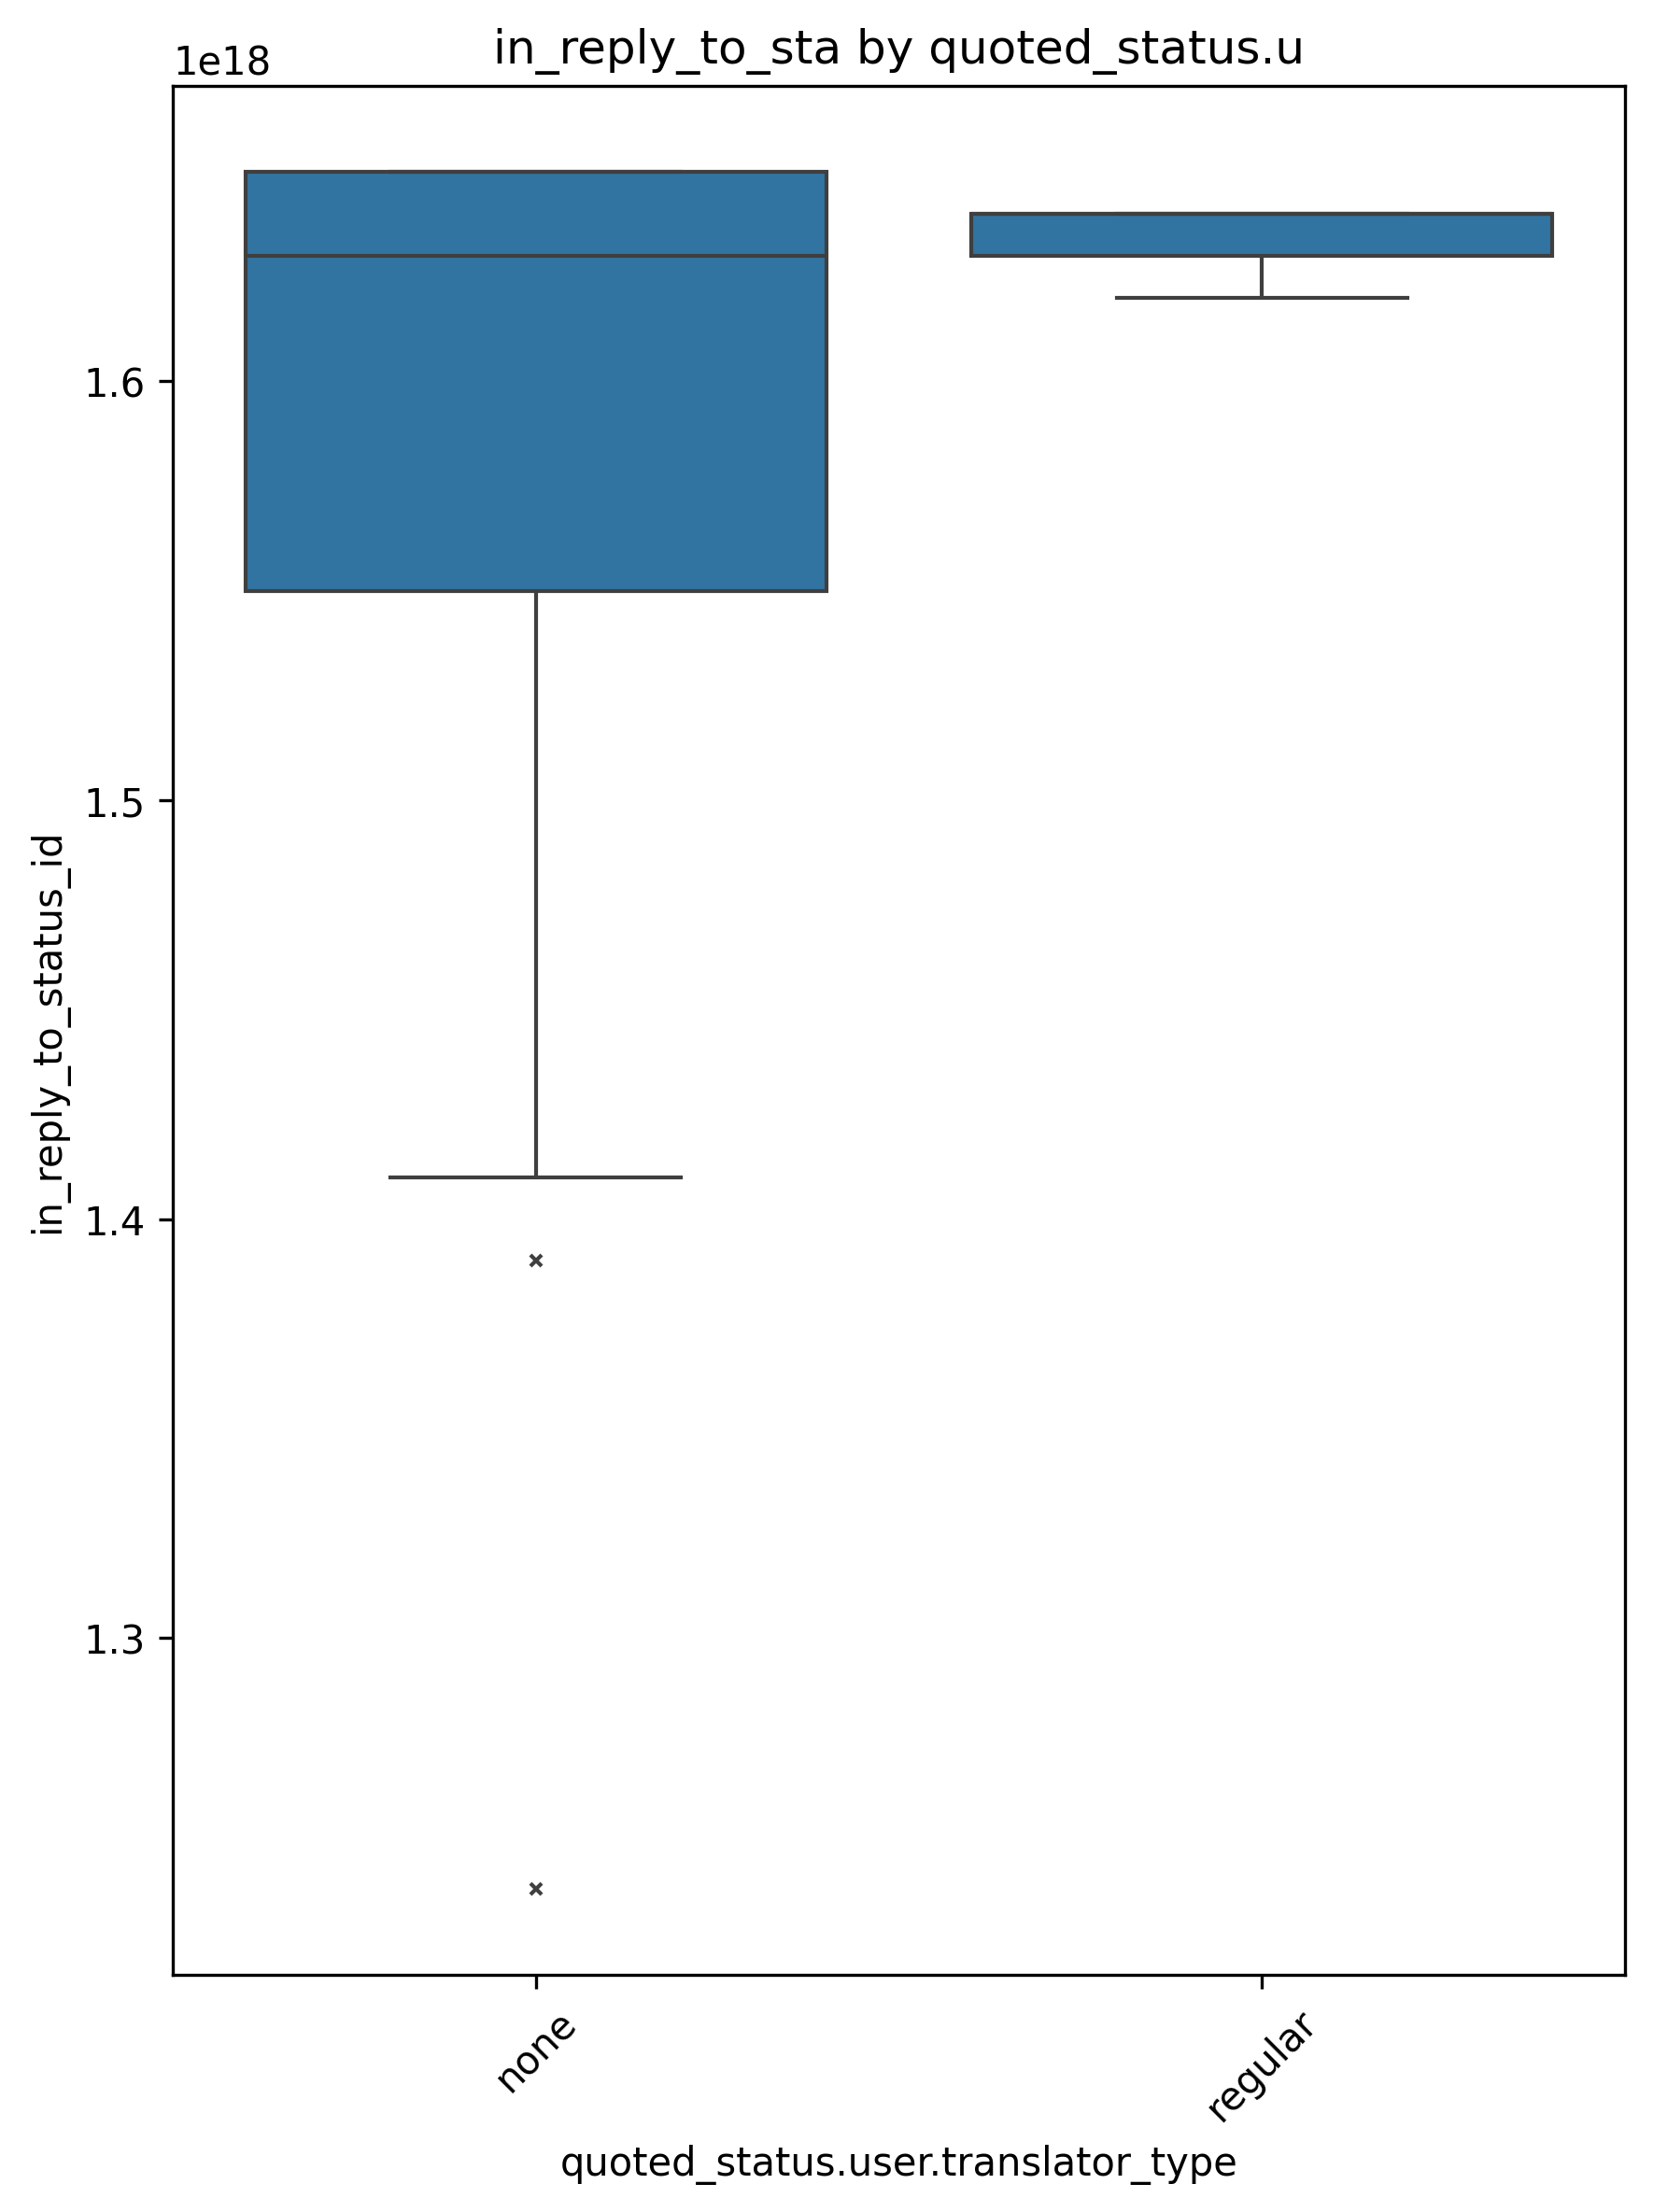 in_reply_to_sta by quoted_status.u
1e18
1.6
1.5
1.4
1.3
in_reply_to_status_id
none
regular
quoted_status.user.translator_type